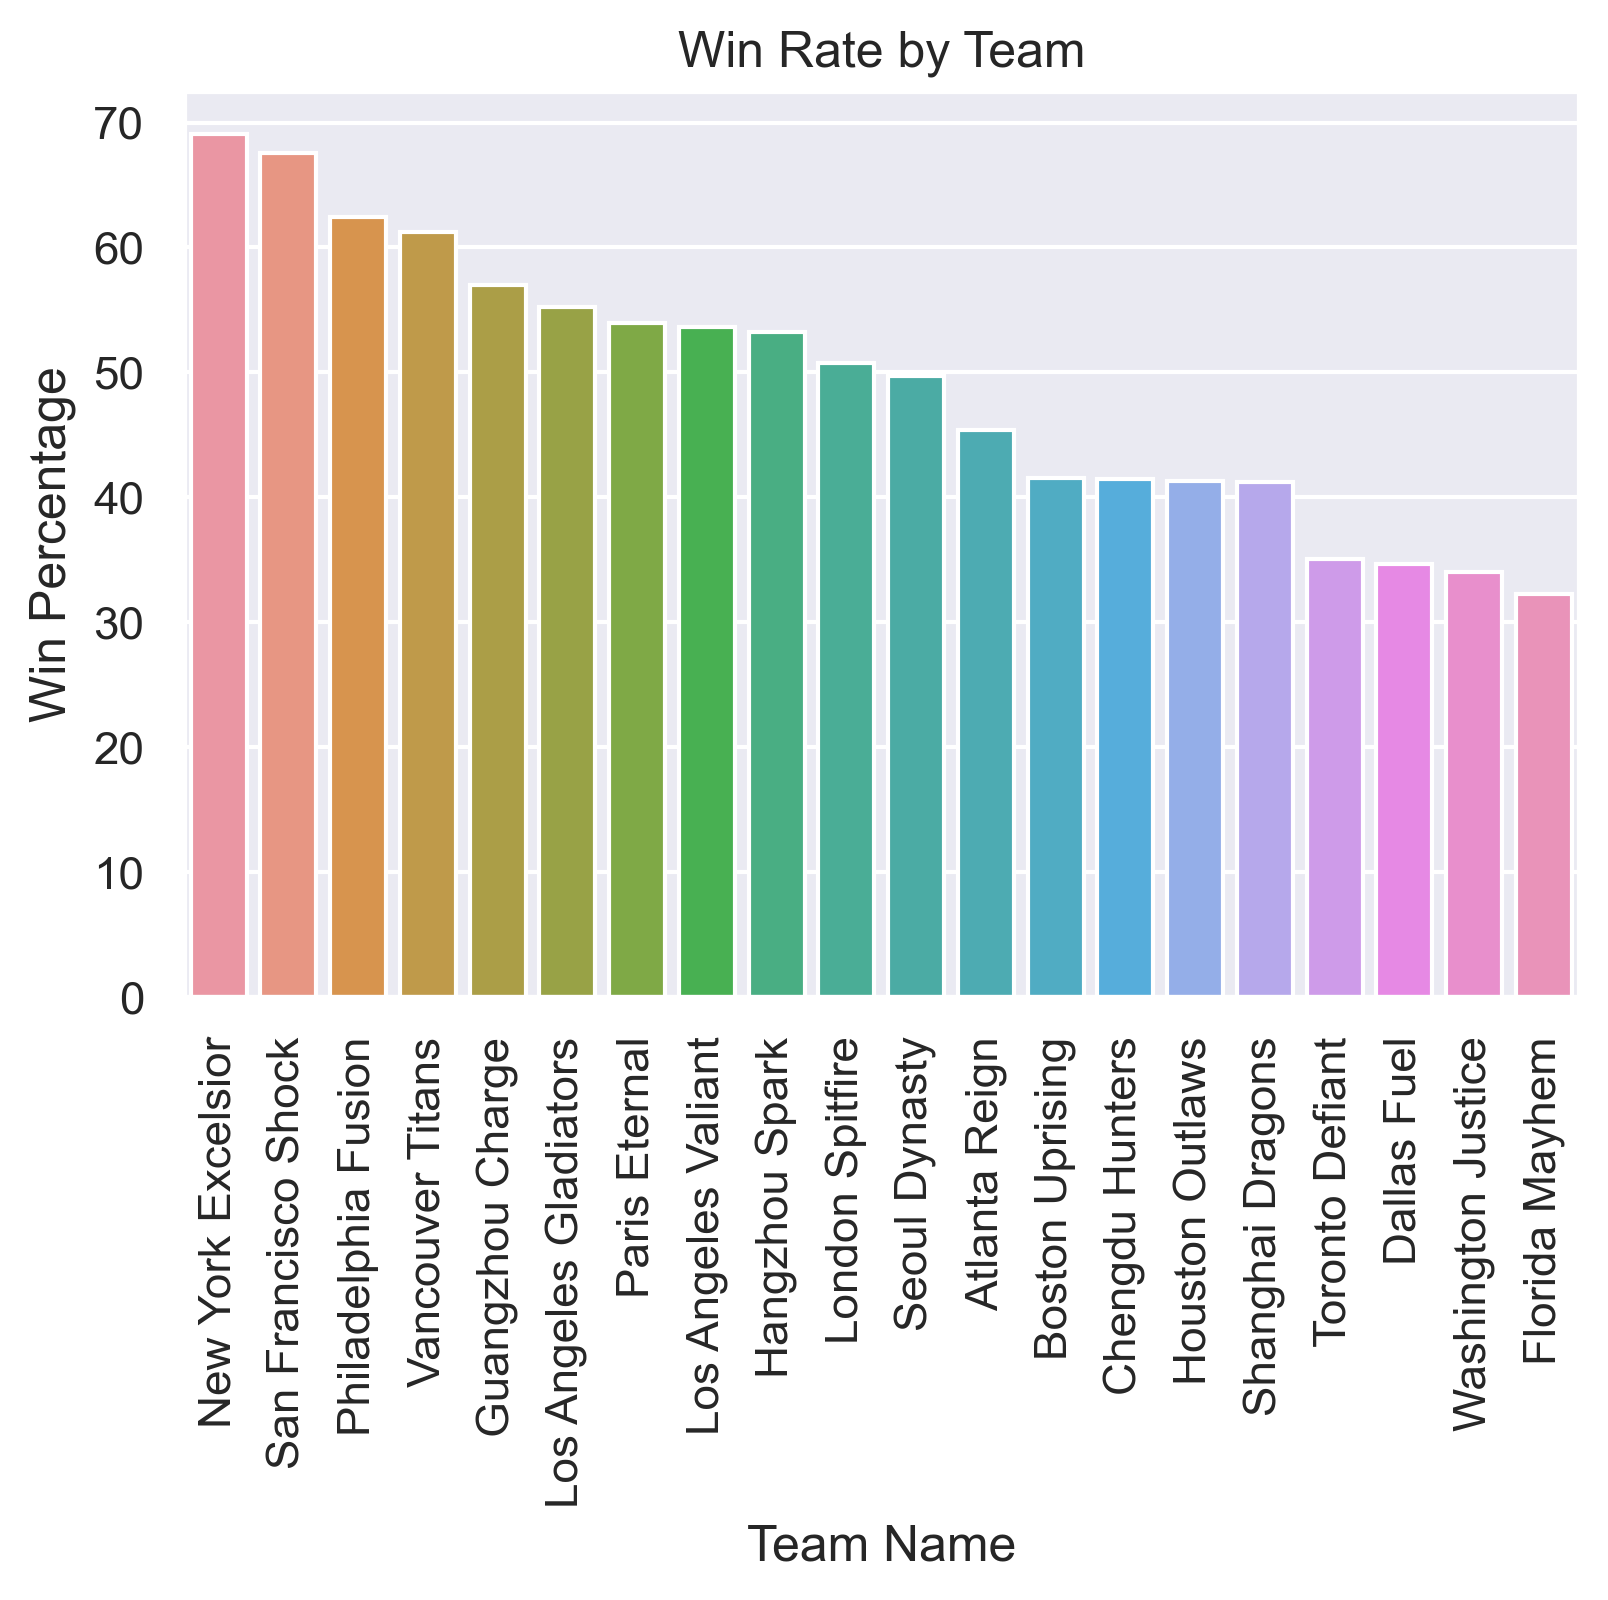 Win Rate by Team
Win Percentage
70
60
50
40
30
20
10
0
New York Excelsior
San Francisco Shock
Philadelphia Fusion
Vancouver Titans
Guangzhou Charge
Los Angeles Gladiators
Paris Eternal
Los Angeles Valiant
Hangzhou Spark
London Spitfire
Seoul Dynasty
Atlanta Reign
Boston Uprising
Chengdu Hunters
Houston Outlaws
Shanghai Dragons
Toronto Defiant
Dallas Fuel
Washington Justice
Florida Mayhem
Team Name